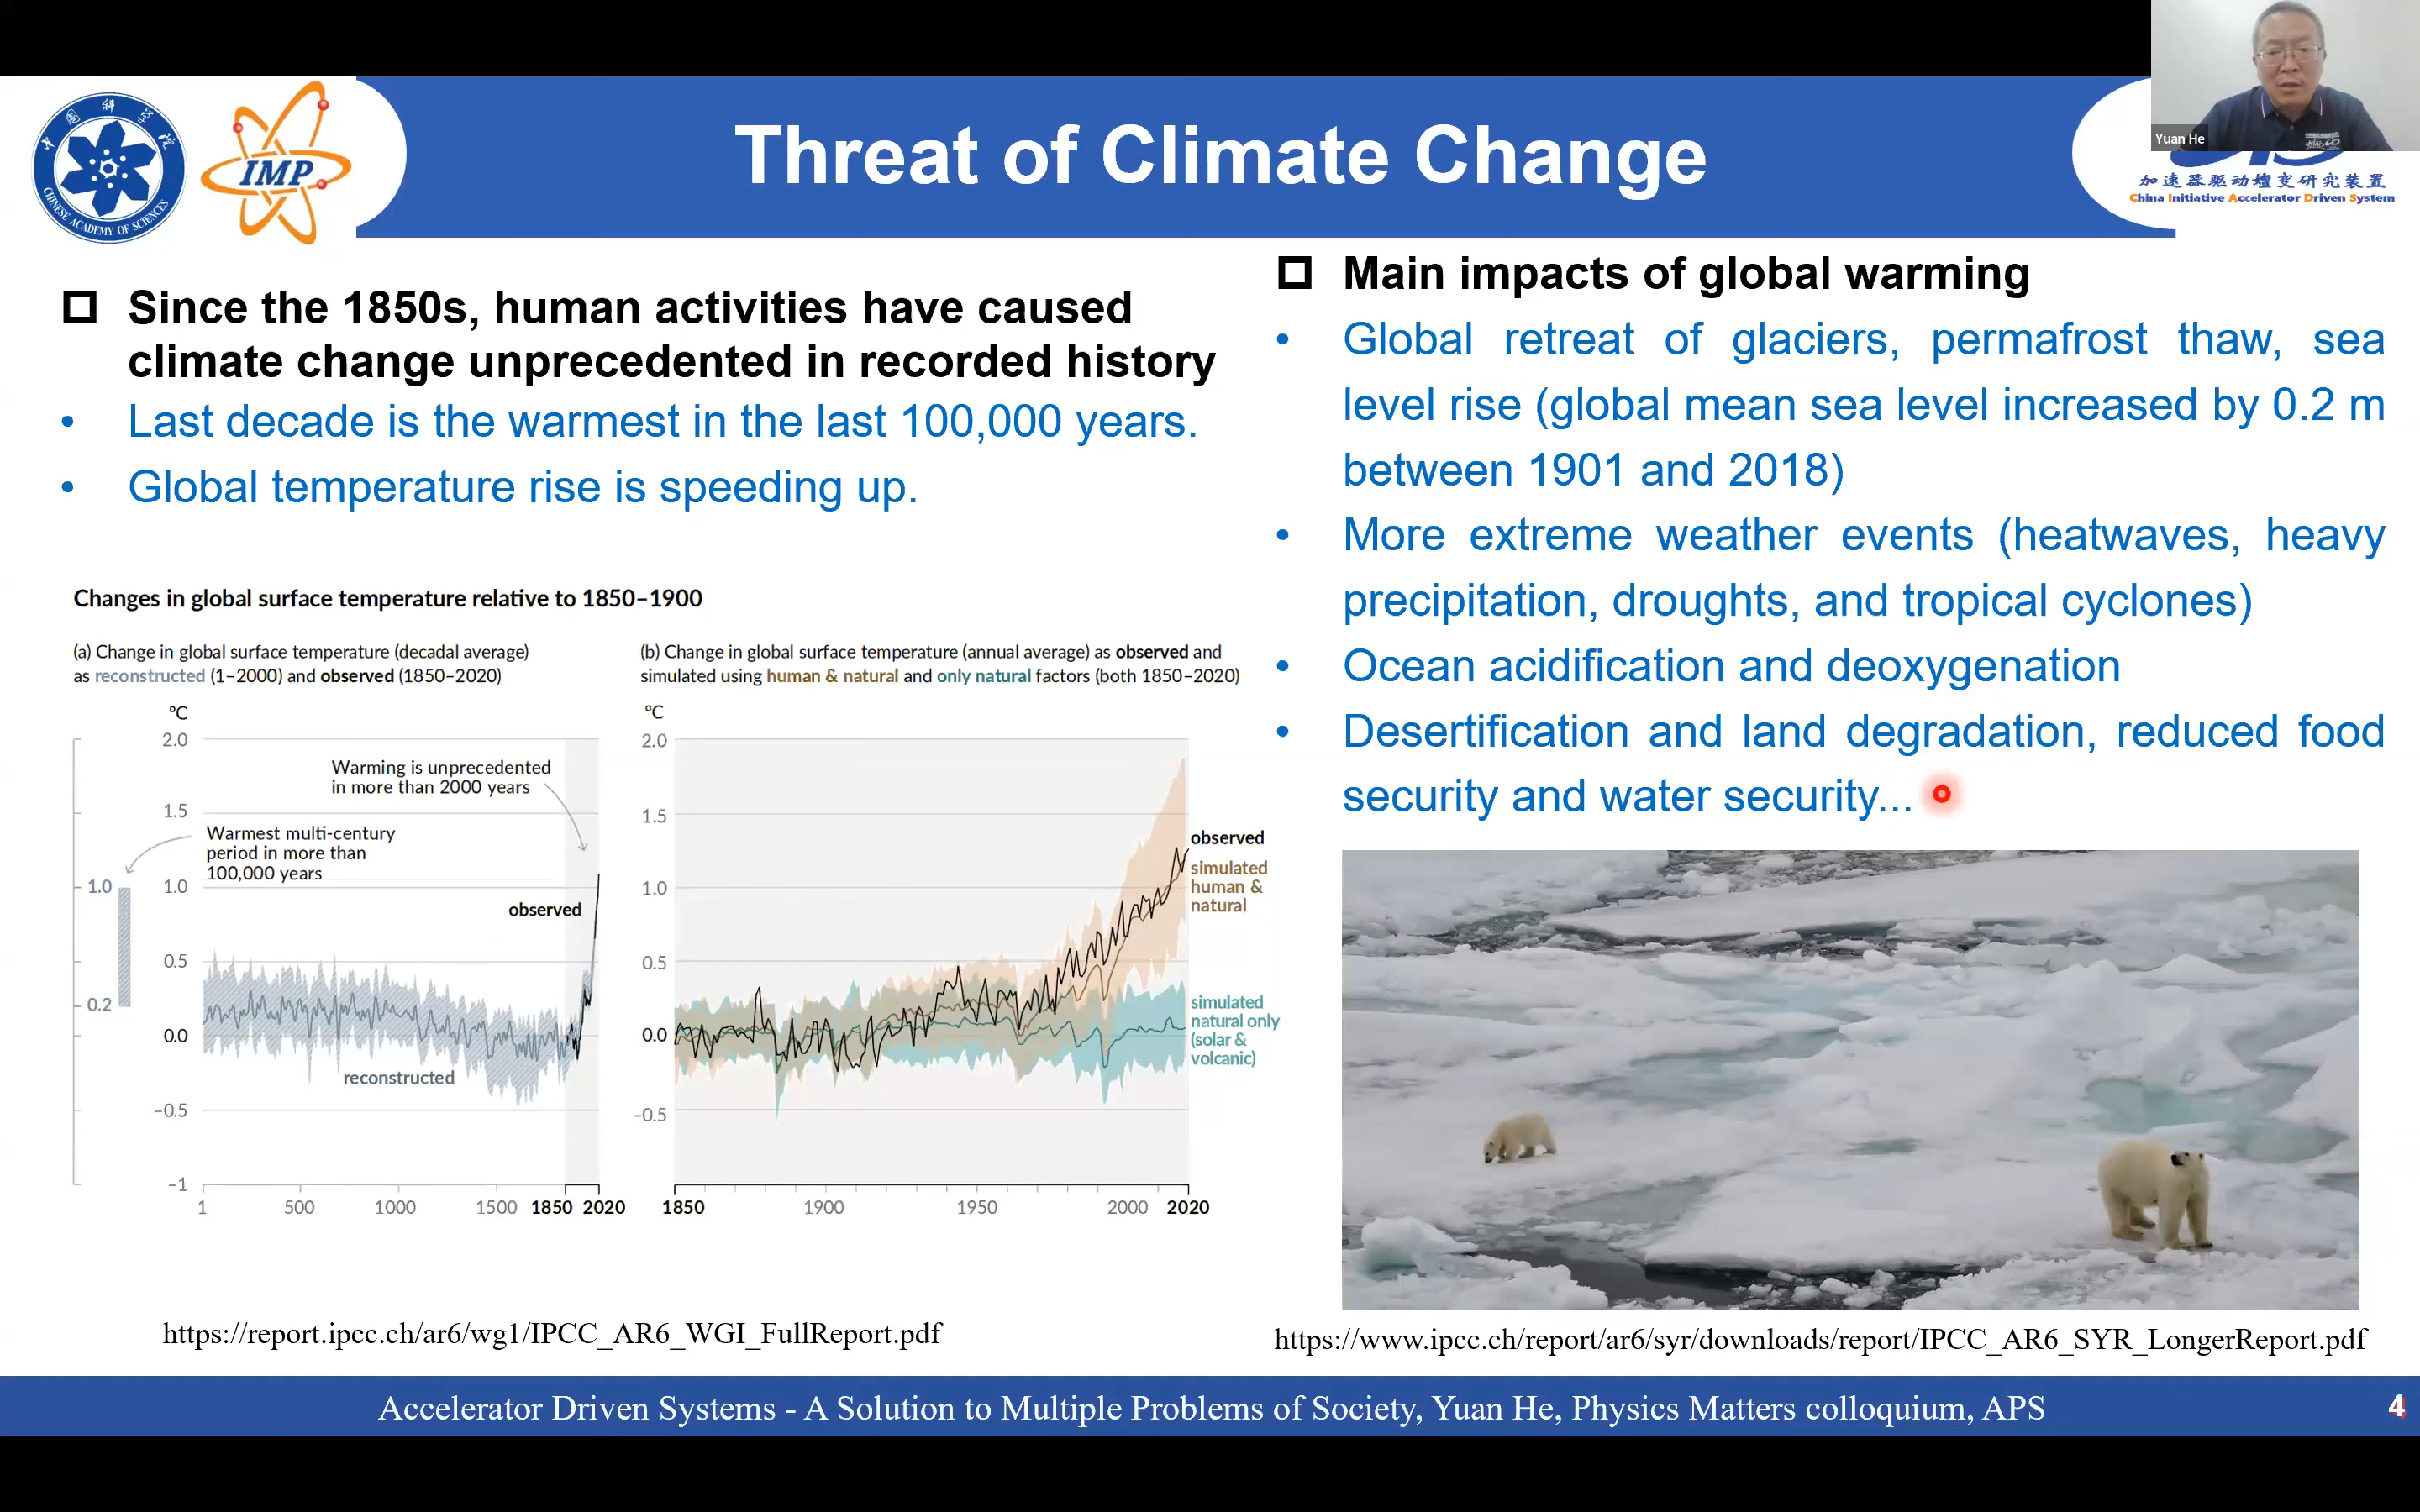 Yuan He
中国科学院
CHINESE ACADEMY OF SCIENCES
IMP
Threat of Climate Change
加速器驱动嬗变研究装置
China Initiative Accelerator Driven System
Since the 1850s, human activities have caused
climate change unprecedented in recorded history
• Last decade is the warmest in the last 100,000 years.
• Global temperature rise is speeding up.
Changes in global surface temperature relative to 1850–1900
(a) Change in global surface temperature (decadal average)
as reconstructed (1–2000) and observed (1850–2020)
°C
2.0
1.5
1.0
0.5
0.0
–0.5
–1
1.0
0.2
Warming is unprecedented
in more than 2000 years
Warmest multi-century
period in more than
100,000 years
observed
reconstructed
1 500 1000 1500 1850 2020
(b) Change in global surface temperature (annual average) as observed and
simulated using human & natural and only natural factors (both 1850–2020)
°C
2.0
1.5
1.0
0.5
0.0
–0.5
observed
simulated
human &
natural
simulated
natural only
(solar &
volcanic)
1850 1900 1950 2000 2020
https://report.ipcc.ch/ar6/wg1/IPCC_AR6_WGI_FullReport.pdf
Main impacts of global warming
• Global retreat of glaciers, permafrost thaw, sea
level rise (global mean sea level increased by 0.2 m
between 1901 and 2018)
• More extreme weather events (heatwaves, heavy
precipitation, droughts, and tropical cyclones)
• Ocean acidification and deoxygenation
• Desertification and land degradation, reduced food
security and water security...
https://www.ipcc.ch/report/ar6/syr/downloads/report/IPCC_AR6_SYR_LongerReport.pdf
Accelerator Driven Systems - A Solution to Multiple Problems of Society, Yuan He, Physics Matters colloquium, APS
4